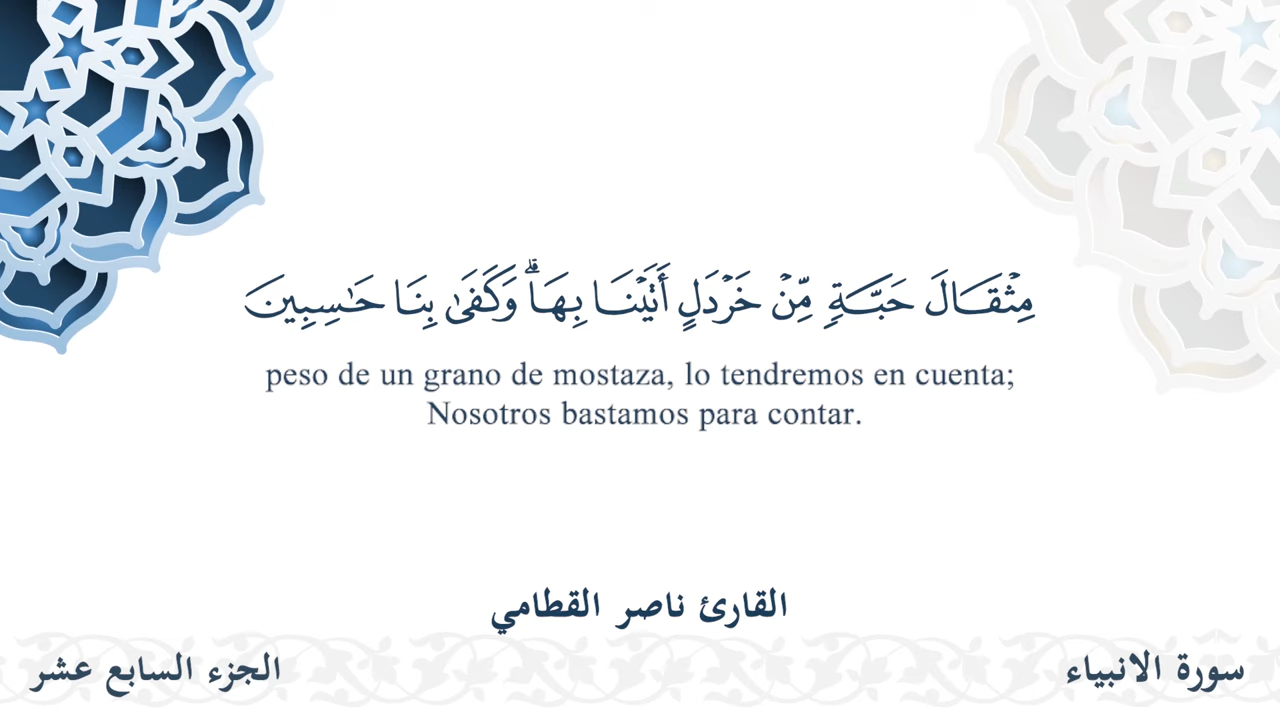 مِثْقَالَ حَبَّةٍ مِّنْ خَرْدَلٍ أَتَيْنَا بِهَا ۗ وَكَفَىٰ بِنَا حَـٰسِبِينَ
peso de un grano de mostaza, lo tendremos en cuenta;
Nosotros bastamos para contar.
القارئ ناصر القطامي
سورة الانبياء
الجزء السابع عشر